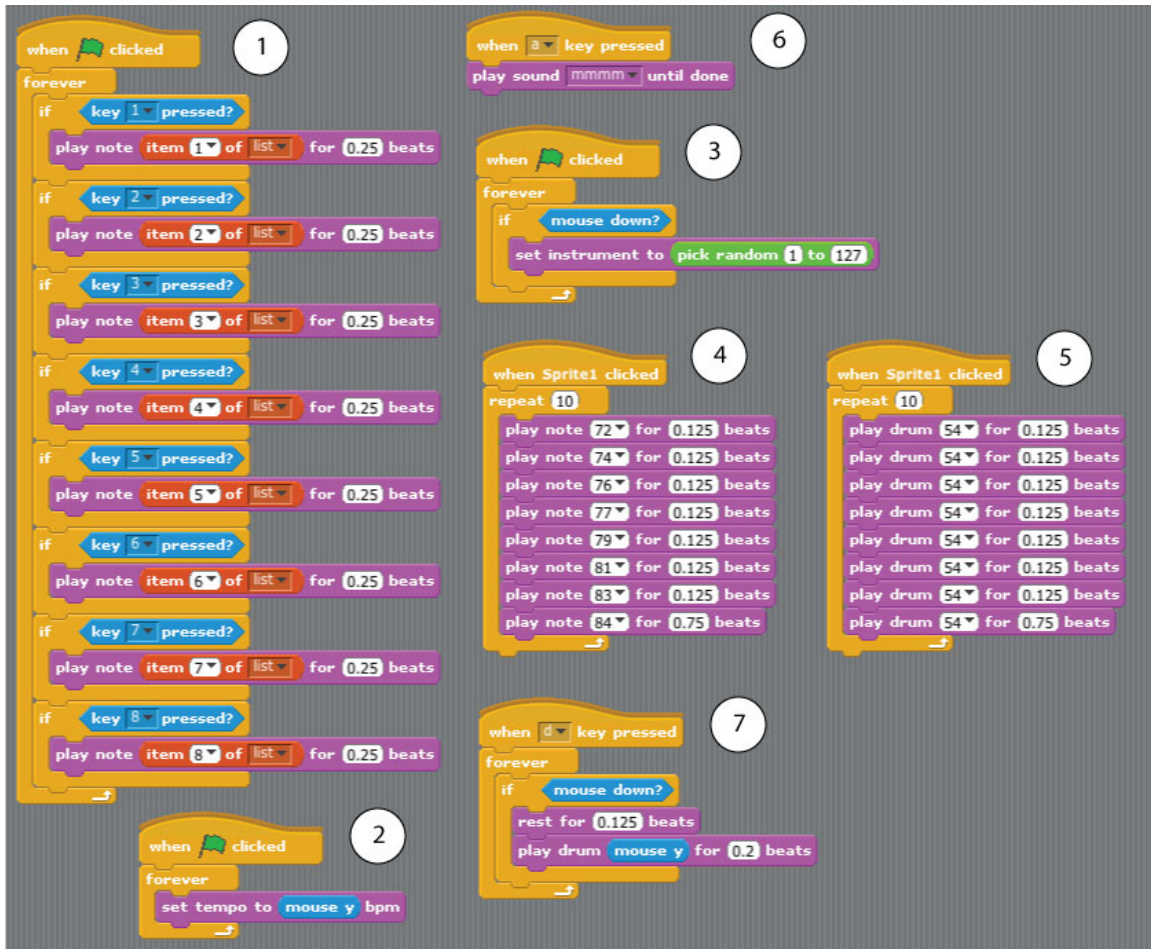 1
when clicked
forever
if key 1 pressed?
play note item 1 of list for 0.25 beats
if key 2 pressed?
play note item 2 of list for 0.25 beats
if key 3 pressed?
play note item 3 of list for 0.25 beats
if key 4 pressed?
play note item 4 of list for 0.25 beats
if key 5 pressed?
play note item 5 of list for 0.25 beats
if key 6 pressed?
play note item 6 of list for 0.25 beats
if key 7 pressed?
play note item 7 of list for 0.25 beats
if key 8 pressed?
play note item 8 of list for 0.25 beats
2
when clicked
forever
set tempo to mouse y bpm
6
when a key pressed
play sound mmmm until done
3
when clicked
forever
if mouse down?
set instrument to pick random 1 to 127
4
when Sprite1 clicked
repeat 10
play note 72 for 0.125 beats
play note 74 for 0.125 beats
play note 76 for 0.125 beats
play note 77 for 0.125 beats
play note 79 for 0.125 beats
play note 81 for 0.125 beats
play note 83 for 0.125 beats
play note 84 for 0.75 beats
5
when Sprite1 clicked
repeat 10
play drum 54 for 0.125 beats
play drum 54 for 0.125 beats
play drum 54 for 0.125 beats
play drum 54 for 0.125 beats
play drum 54 for 0.125 beats
play drum 54 for 0.125 beats
play drum 54 for 0.125 beats
play drum 54 for 0.75 beats
7
when d key pressed
forever
if mouse down?
rest for 0.125 beats
play drum mouse y for 0.2 beats